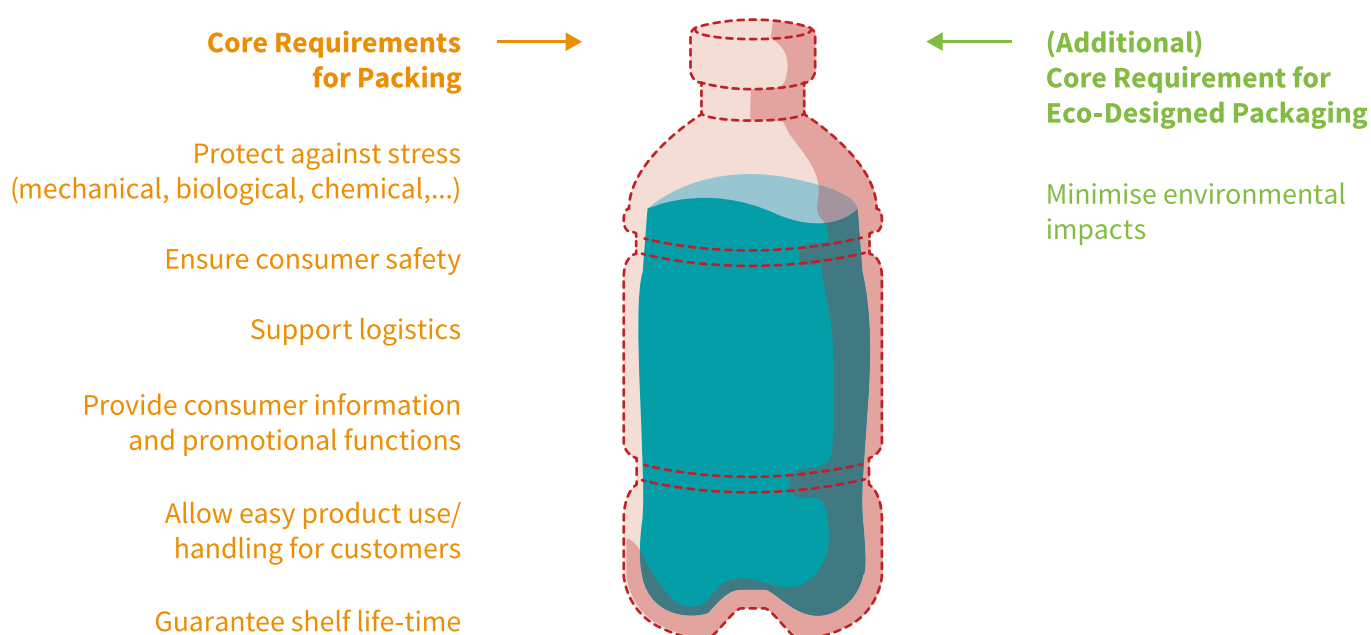 Core Requirements
for Packing
Protect against stress
(mechanical, biological, chemical,...)
Ensure consumer safety
Support logistics
Provide consumer information
and promotional functions
Allow easy product use/
handling for customers
Guarantee shelf life-time
(Additional)
Core Requirement for
Eco-Designed Packaging
Minimise environmental
impacts